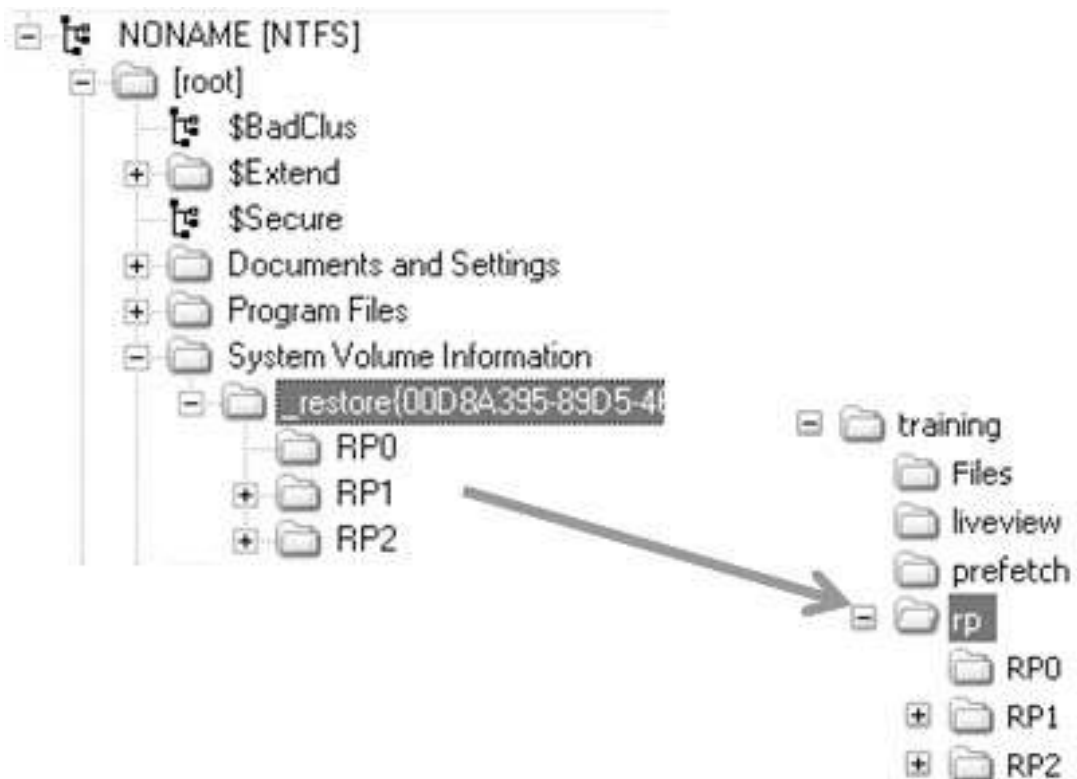 NONAME [NTFS]
[root]
$BadClus
$Extend
$Secure
Documents and Settings
Program Files
System Volume Information
_restore{00D8A395-89D5-4
RP0
RP1
RP2
training
Files
liveview
prefetch
rp
RP0
RP1
RP2